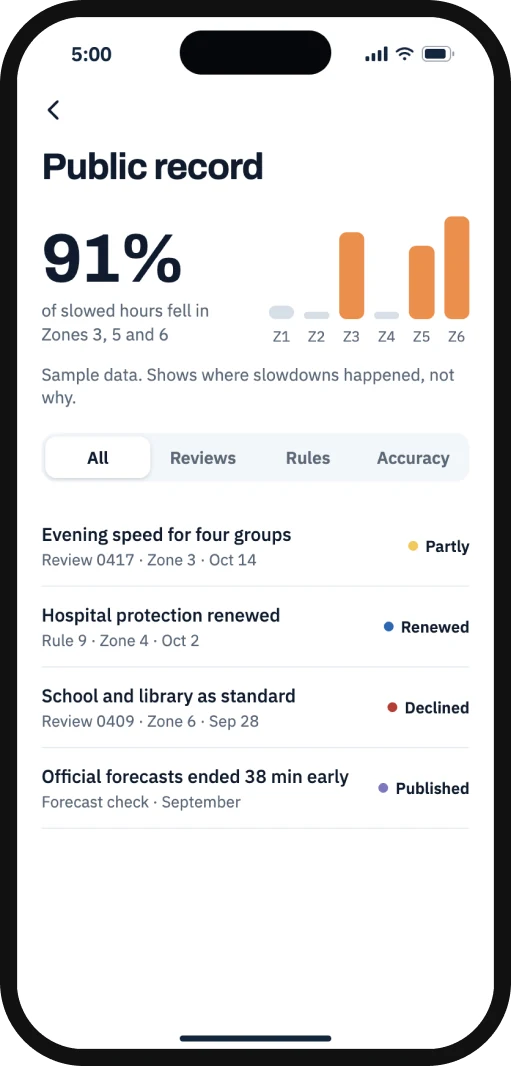 5:00
Public record
91%
of slowed hours fell in
Zones 3, 5 and 6
Z1 Z2 Z3 Z4 Z5 Z6
Sample data. Shows where slowdowns happened, not
why.
All Reviews Rules Accuracy
Evening speed for four groups
Review 0417 · Zone 3 · Oct 14
Partly
Hospital protection renewed
Rule 9 · Zone 4 · Oct 2
Renewed
School and library as standard
Review 0409 · Zone 6 · Sep 28
Declined
Official forecasts ended 38 min early
Forecast check · September
Published